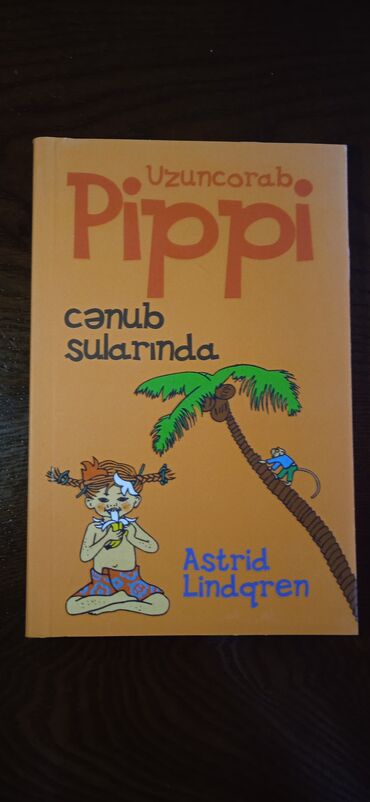 Uzuncorab
Pippi
cənub
sularında
Astrid
Lindqren